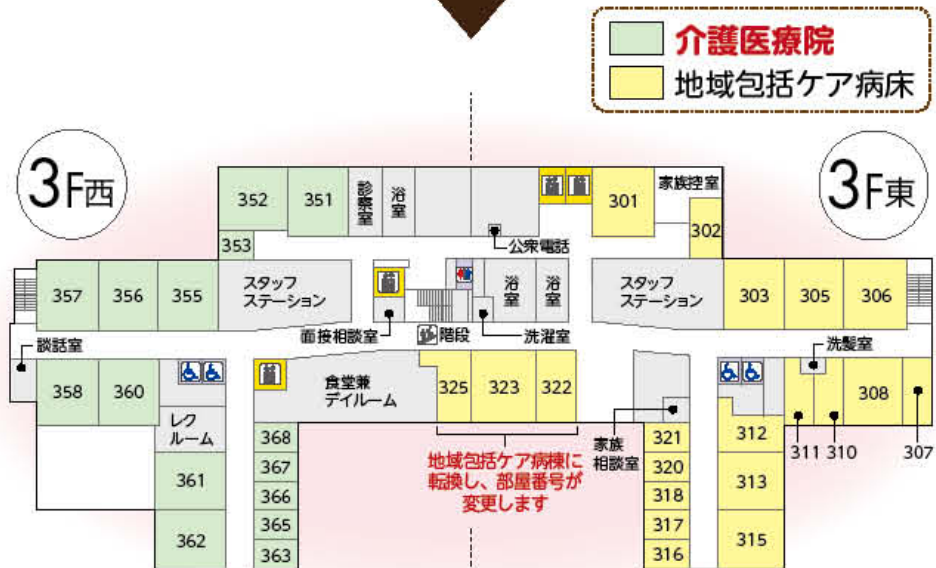 介護医療院
地域包括ケア病床
3F西
3F東
352
351
診察室
浴室
301
家族控室
302
353
公衆電話
357
356
355
スタッフ
ステーション
浴室
浴室
スタッフ
ステーション
303
305
306
面接相談室
階段
洗濯室
談話室
洗髪室
358
360
食堂兼
デイルーム
325
323
322
308
レク
ルーム
368
地域包括ケア病棟に
転換し、部屋番号が
変更します
家族
相談室
321
312
311
310
307
361
367
320
313
366
318
362
365
317
315
363
316